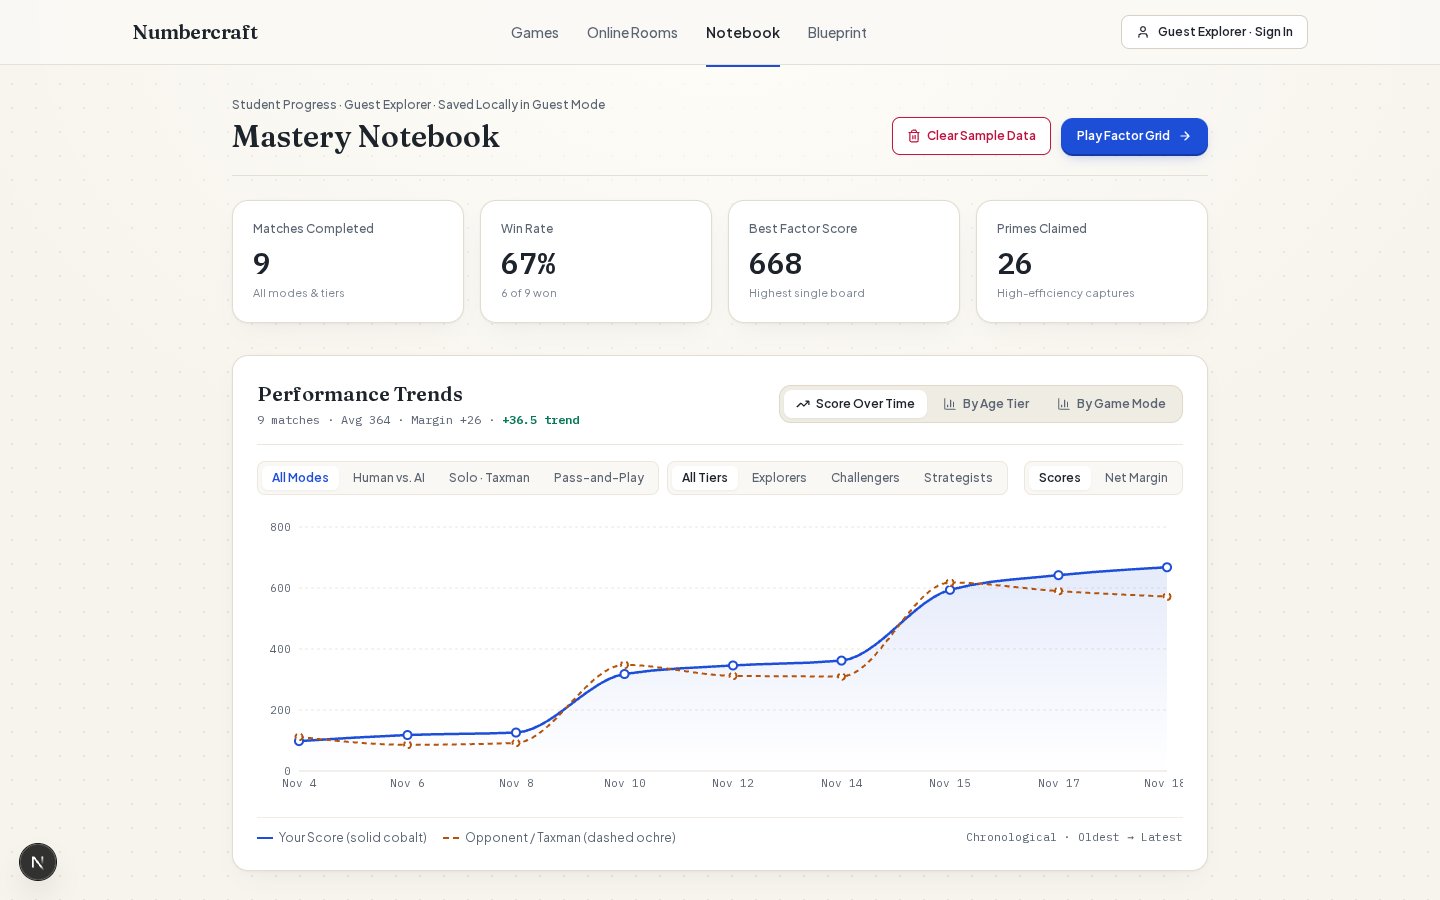 Numbercraft
Games Online Rooms Notebook Blueprint
Guest Explorer · Sign In
Student Progress · Guest Explorer · Saved Locally in Guest Mode
Mastery Notebook
Clear Sample Data
Play Factor Grid →
Matches Completed
9
All modes & tiers
Win Rate
67%
6 of 9 won
Best Factor Score
668
Highest single board
Primes Claimed
26
High-efficiency captures
Performance Trends
9 matches · Avg 364 · Margin +26 · +36.5 trend
Score Over Time By Age Tier By Game Mode
All Modes Human vs. AI Solo · Taxman Pass-and-Play
All Tiers Explorers Challengers Strategists
Scores Net Margin
800
600
400
200
0
Nov 4 Nov 6 Nov 8 Nov 10 Nov 12 Nov 14 Nov 15 Nov 17 Nov 18
Your Score (solid cobalt) Opponent / Taxman (dashed ochre)
Chronological · Oldest → Latest
N